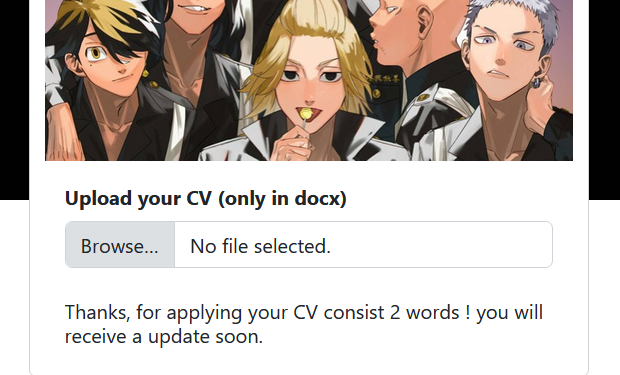 Upload your CV (only in docx)
Browse... No file selected.
Thanks, for applying your CV consist 2 words ! you will
receive a update soon.